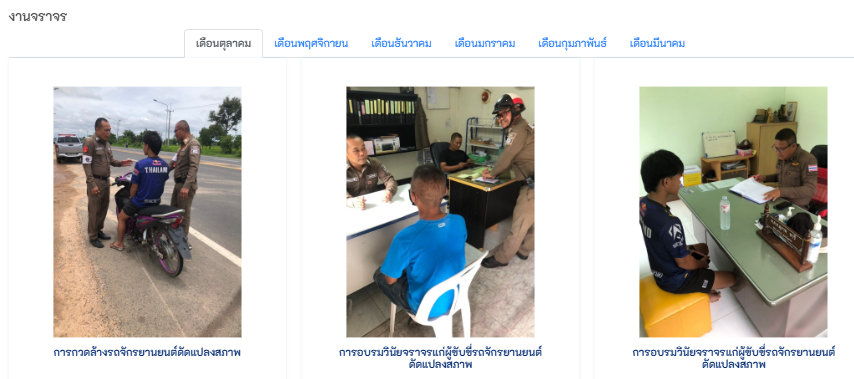 งานจราจร
เดือนตุลาคม เดือนพฤศจิกายน เดือนธันวาคม เดือนมกราคม เดือนกุมภาพันธ์ เดือนมีนาคม
THAILAND
การกวดล้างรถจักรยานยนต์ดัดแปลงสภาพ
การอบรมวินัยจราจรแก่ผู้ขับขี่รถจักรยานยนต์
ดัดแปลงสภาพ
การอบรมวินัยจราจรแก่ผู้ขับขี่รถจักรยานยนต์
ดัดแปลงสภาพ